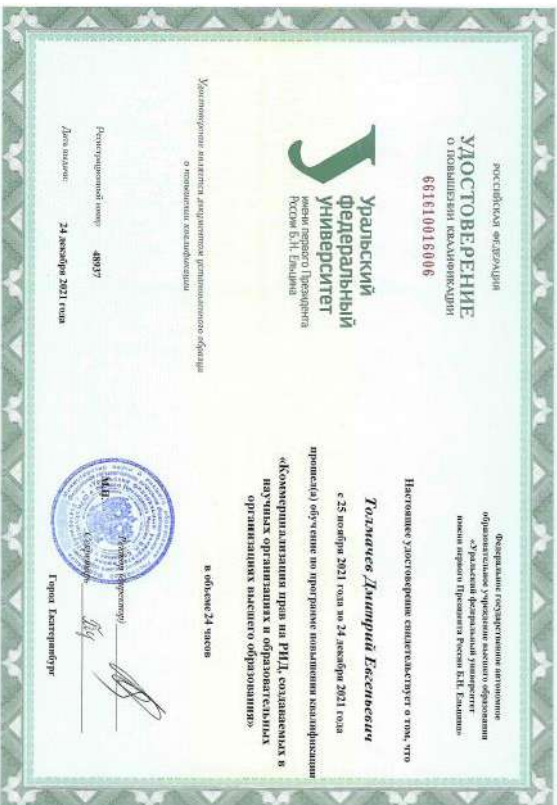 РОССИЙСКАЯ ФЕДЕРАЦИЯ
УДОСТОВЕРЕНИЕ
О ПОВЫШЕНИИ КВАЛИФИКАЦИИ
661610016006
Уральский
федеральный
университет
имени первого Президента
России Б.Н. Ельцина
Удостоверение является документом установленного образца
о повышении квалификации
Регистрационный номер: 48937
Дата выдачи: 24 декабря 2021 года
Федеральное государственное автономное
образовательное учреждение высшего образования
«Уральский федеральный университет
имени первого Президента России Б.Н. Ельцина»
Настоящее удостоверение свидетельствует о том, что
Толмачев Дмитрий Евгеньевич
с 25 ноября 2021 года по 24 декабря 2021 года
прошел(а) обучение по программе повышения квалификации
«Коммерциализация прав на РИД, создаваемых в
научных организациях и образовательных
организациях высшего образования»
в объеме 24 часов
М.П.
Ректор (директор)
Секретарь
Город Екатеринбург